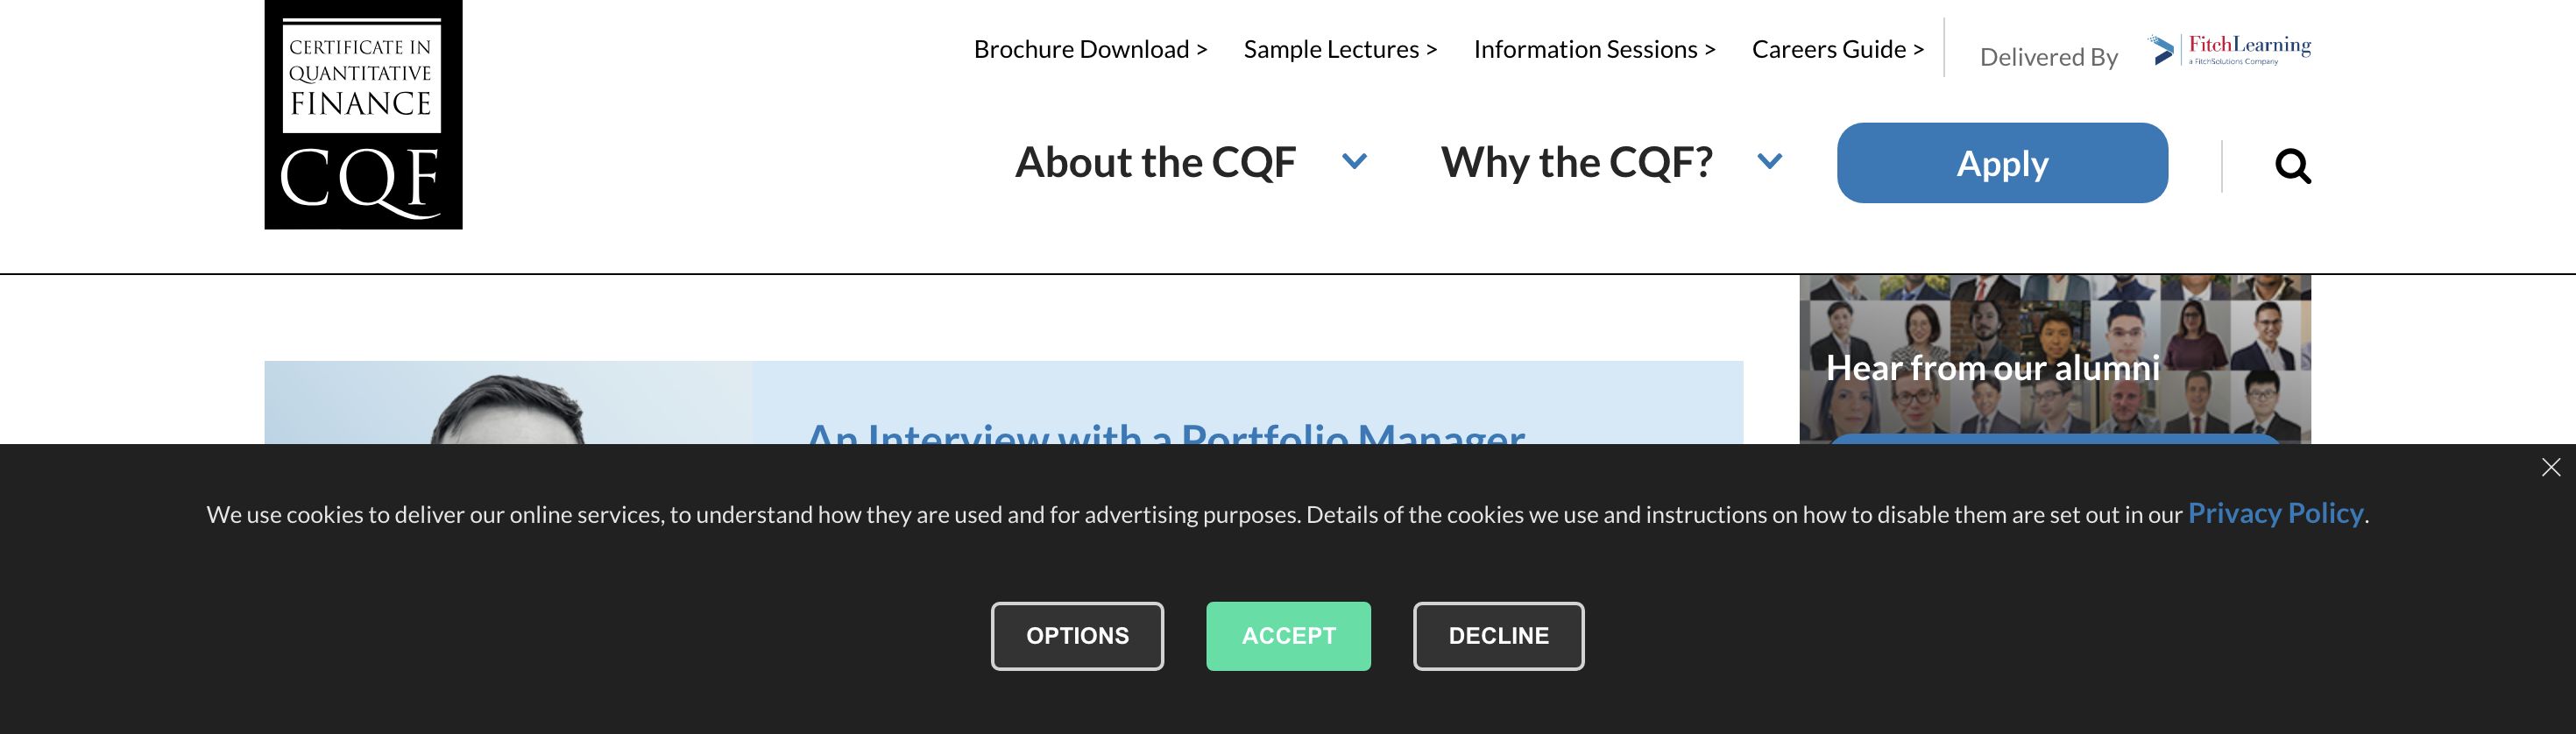 CERTIFICATE IN
QUANTITATIVE
FINANCE
CQF
Brochure Download > Sample Lectures > Information Sessions > Careers Guide > Delivered By FitchLearning
a FitchSolutions Company
About the CQF Why the CQF? Apply
Hear from our alumni
An Interview with a Portfolio Manager
We use cookies to deliver our online services, to understand how they are used and for advertising purposes. Details of the cookies we use and instructions on how to disable them are set out in our Privacy Policy.
OPTIONS ACCEPT DECLINE